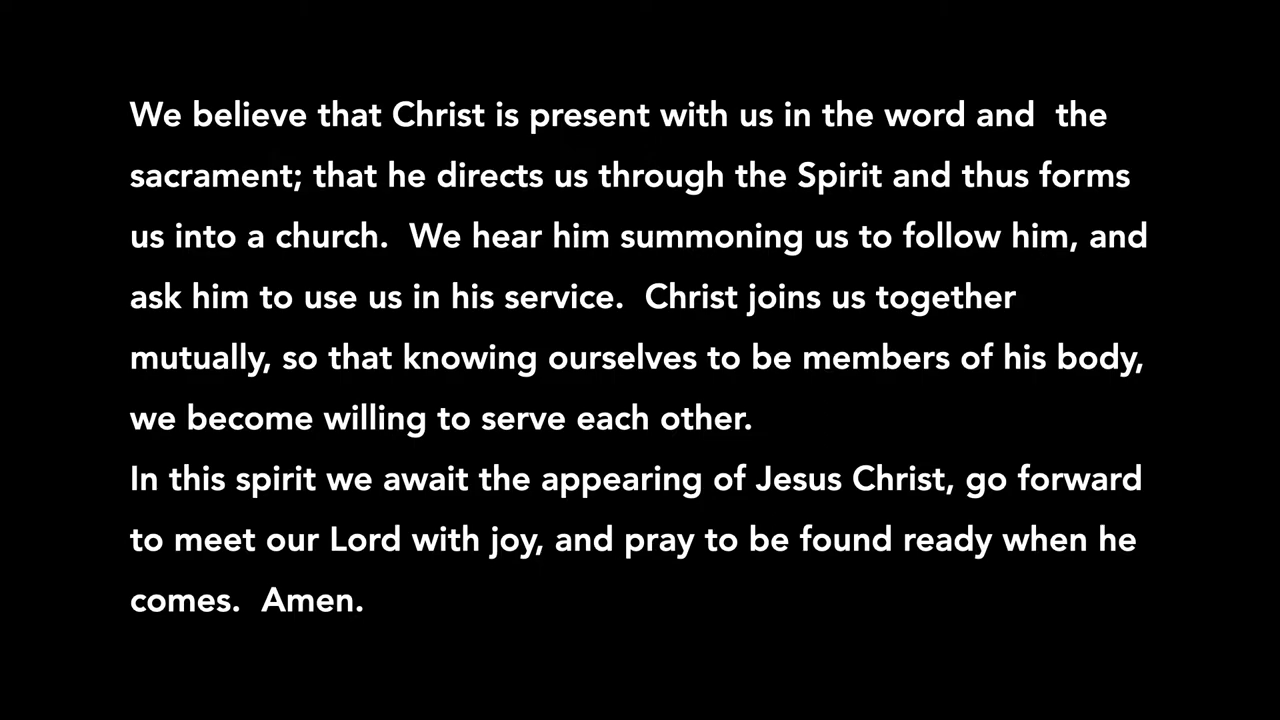 We believe that Christ is present with us in the word and  the
sacrament; that he directs us through the Spirit and thus forms
us into a church.  We hear him summoning us to follow him, and
ask him to use us in his service.  Christ joins us together
mutually, so that knowing ourselves to be members of his body,
we become willing to serve each other.
In this spirit we await the appearing of Jesus Christ, go forward
to meet our Lord with joy, and pray to be found ready when he
comes.  Amen.